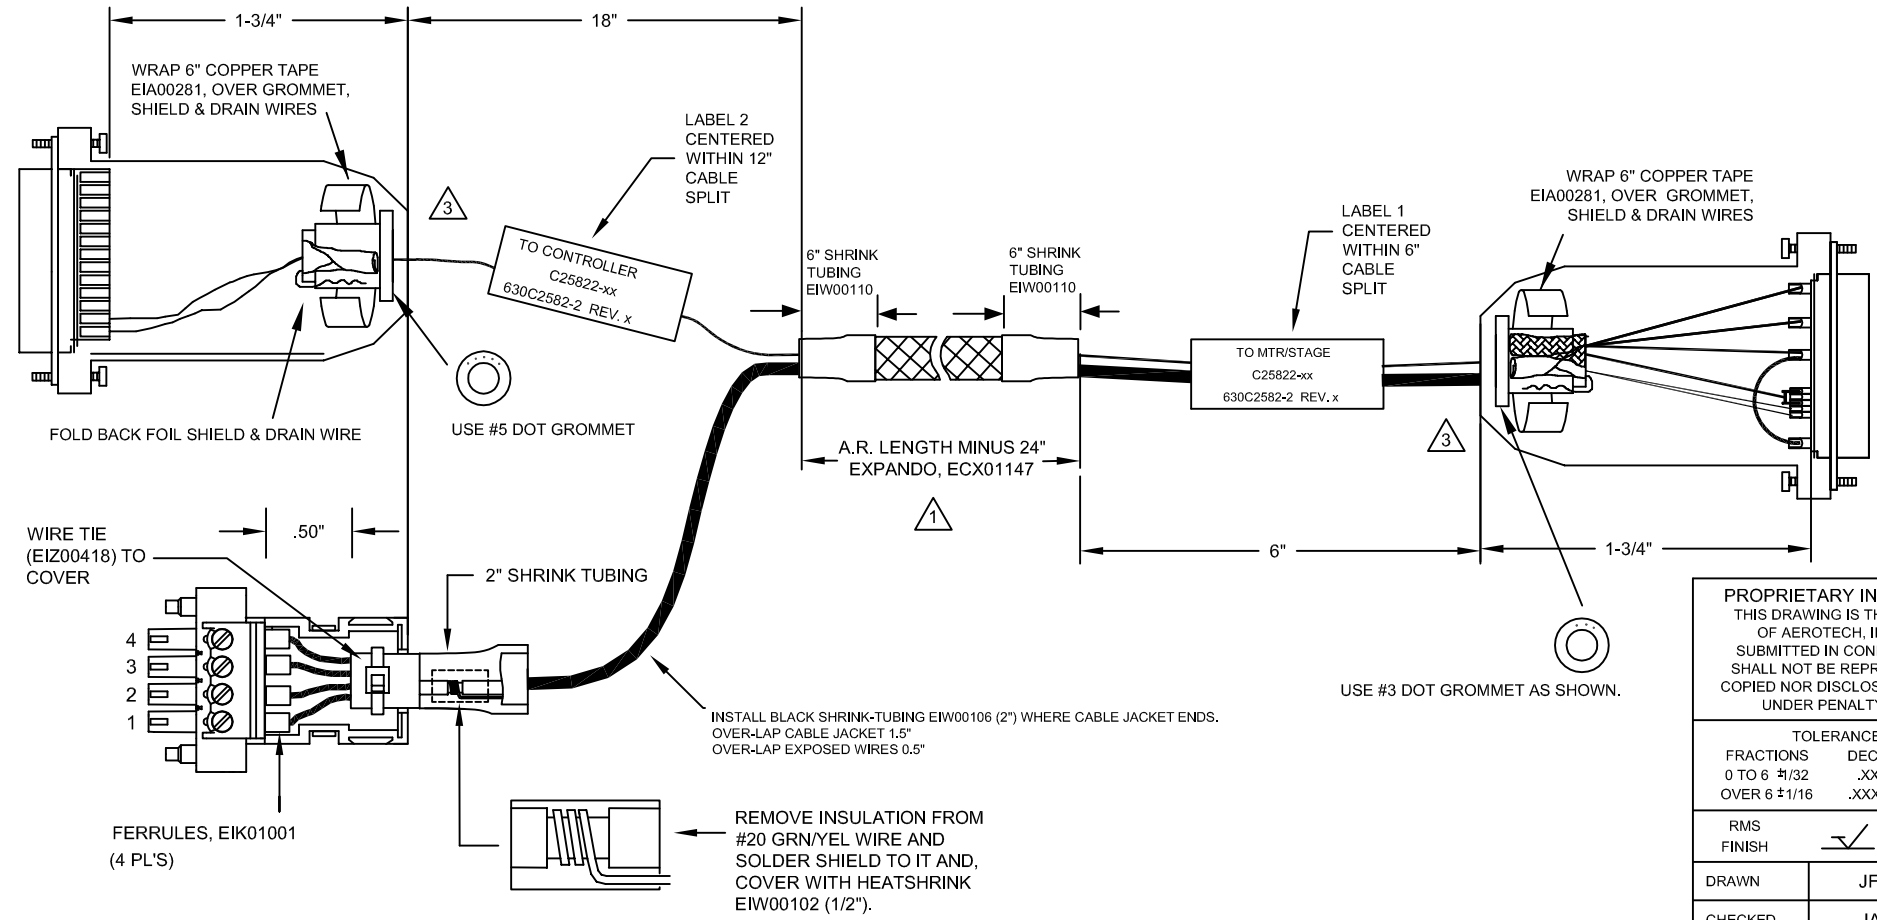 1-3/4"
18"
WRAP 6" COPPER TAPE
EIA00281, OVER GROMMET,
SHIELD & DRAIN WIRES
LABEL 2
CENTERED
WITHIN 12"
CABLE
SPLIT
3
TO CONTROLLER
C25822-xx
630C2582-2 REV. x
6" SHRINK
TUBING
EIW00110
6" SHRINK
TUBING
EIW00110
LABEL 1
CENTERED
WITHIN 6"
CABLE
SPLIT
WRAP 6" COPPER TAPE
EIA00281, OVER GROMMET,
SHIELD & DRAIN WIRES
TO MTR/STAGE
C25822-xx
630C2582-2 REV. x
FOLD BACK FOIL SHIELD & DRAIN WIRE
USE #5 DOT GROMMET
A.R. LENGTH MINUS 24"
EXPANDO, ECX01147
1
3
6"
1-3/4"
WIRE TIE
(EIZ00418) TO
COVER
.50"
2" SHRINK TUBING
4
3
2
1
USE #3 DOT GROMMET AS SHOWN.
INSTALL BLACK SHRINK-TUBING EIW00106 (2") WHERE CABLE JACKET ENDS.
OVER-LAP CABLE JACKET 1.5"
OVER-LAP EXPOSED WIRES 0.5"
FERRULES, EIK01001
(4 PL'S)
REMOVE INSULATION FROM
#20 GRN/YEL WIRE AND
SOLDER SHIELD TO IT AND,
COVER WITH HEATSHRINK
EIW00102 (1/2").
PROPRIETARY IN
THIS DRAWING IS TH
OF AEROTECH, I
SUBMITTED IN CON
SHALL NOT BE REPR
COPIED NOR DISCLOS
UNDER PENALTY
TOLERANCE
FRACTIONS DEC
0 TO 6 ±1/32 .XX
OVER 6 ±1/16 .XXX
RMS
FINISH
DRAWN JF
CHECKED JA